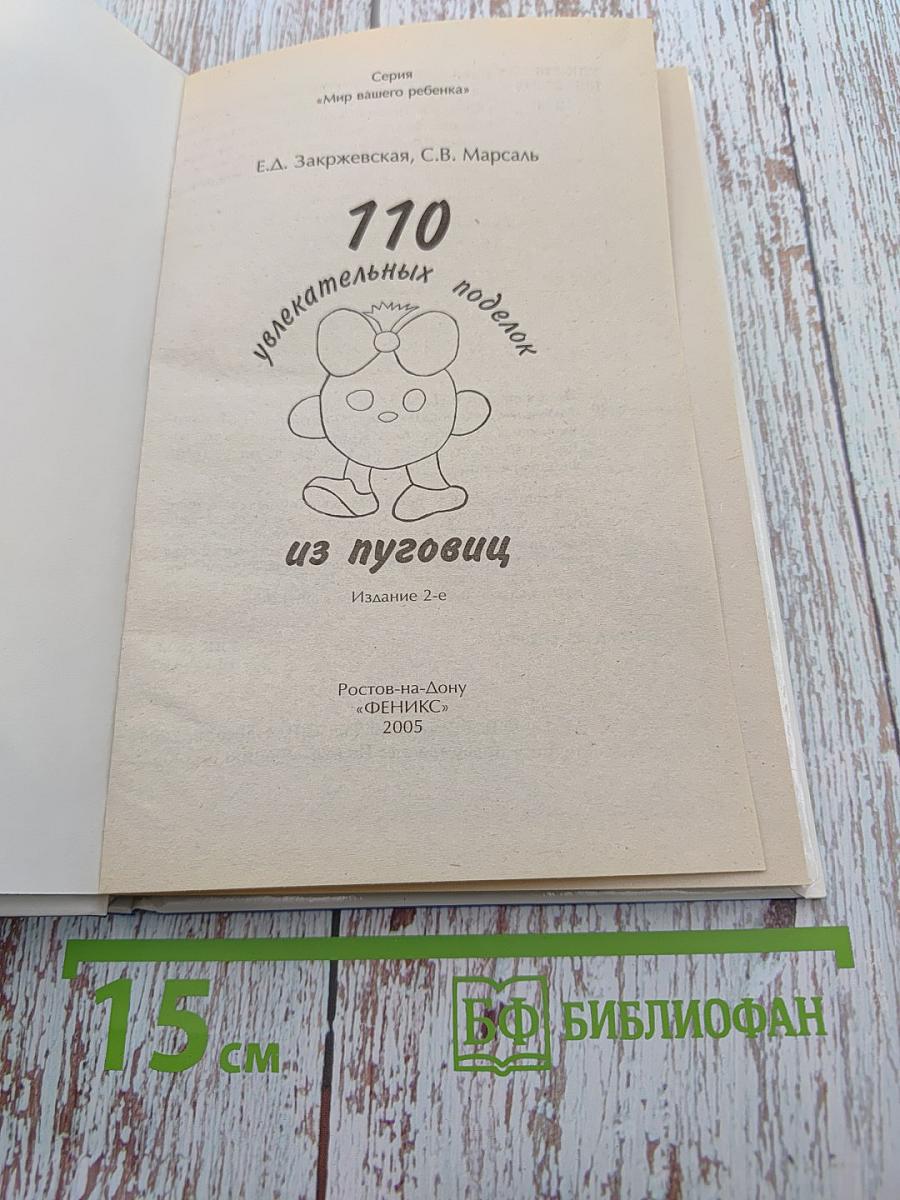 Серия
«Мир вашего ребенка»
Е.Д. Закржевская, С.В. Марсаль
110
увлекательных поделок
из пуговиц
Издание 2-е
Ростов-на-Дону
«ФЕНИКС»
2005
15 см
БФ БИБЛИОФАН